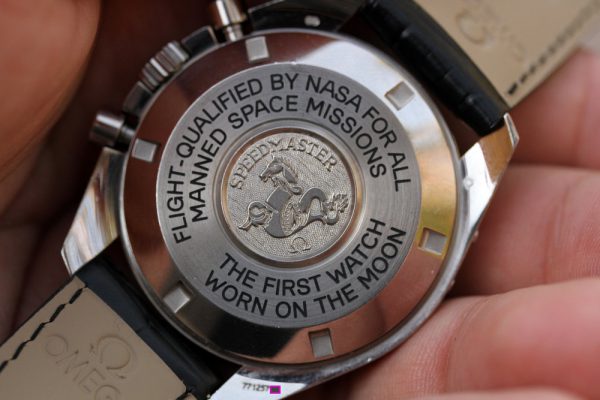 FLIGHT-QUALIFIED BY NASA FOR ALL
MANNED SPACE MISSIONS
SPEEDMASTER
Ω
THE FIRST WATCH
WORN ON THE MOON
Ω
OMEGA